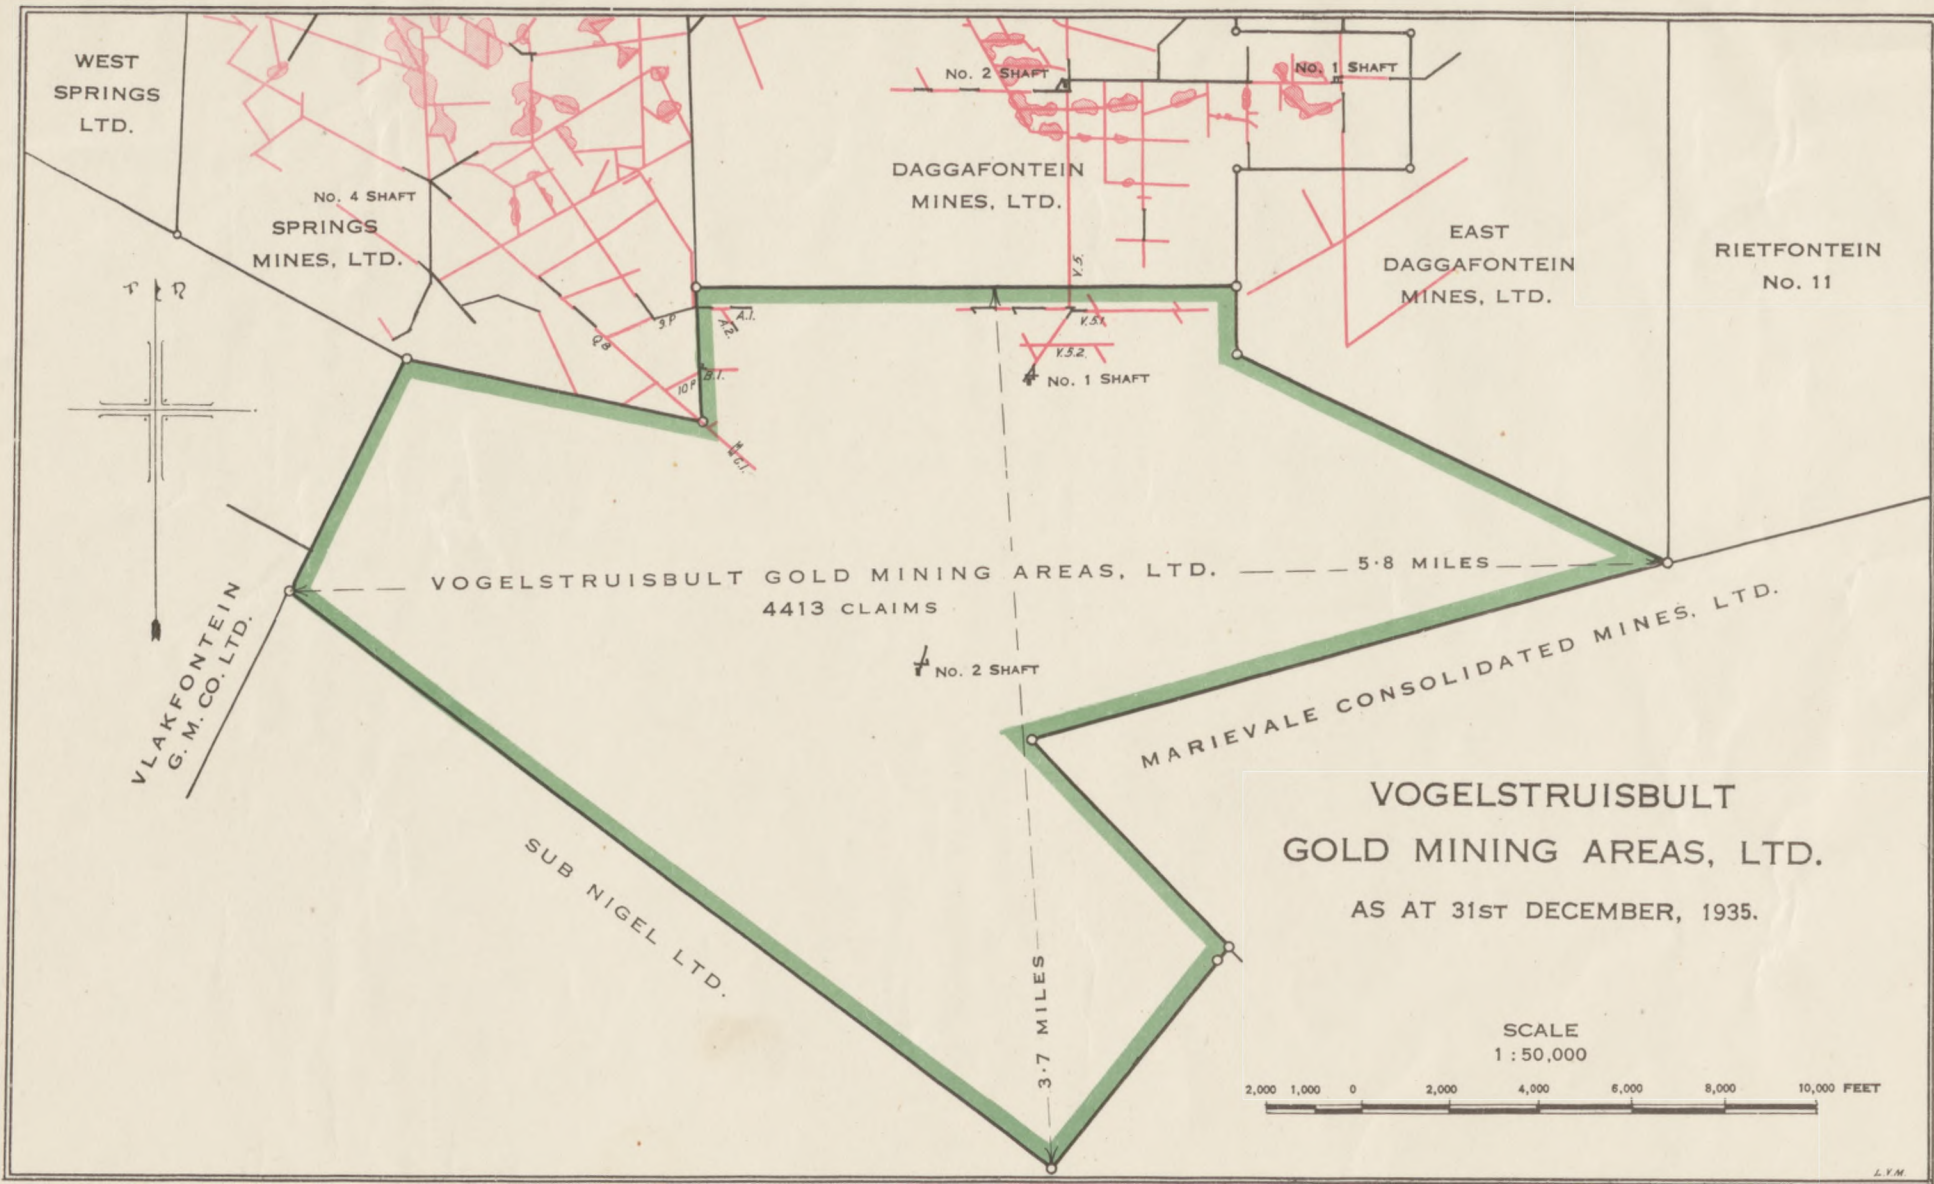 WEST
SPRINGS
LTD.
No. 4 SHAFT
SPRINGS
MINES, LTD.
No. 2 SHAFT
DAGGAFONTEIN
MINES, LTD.
No. 1 SHAFT
EAST
DAGGAFONTEIN
MINES, LTD.
RIETFONTEIN
No. 11
V.5.
9.P
A.1.
A.2.
Q8
10P
B.1.
C.1.
V.5.1
V.5.2.
No. 1 SHAFT
VOGELSTRUISBULT GOLD MINING AREAS, LTD.
5·8 MILES
4413 CLAIMS
No. 2 SHAFT
VLAKFONTEIN
G. M. CO. LTD.
SUB NIGEL LTD.
3·7 MILES
MARIEVALE CONSOLIDATED MINES, LTD.
VOGELSTRUISBULT
GOLD MINING AREAS, LTD.
AS AT 31ST DECEMBER, 1935.
SCALE
1 : 50,000
2,000 1,000 0 2,000 4,000 6,000 8,000 10,000 FEET
L.V.M.